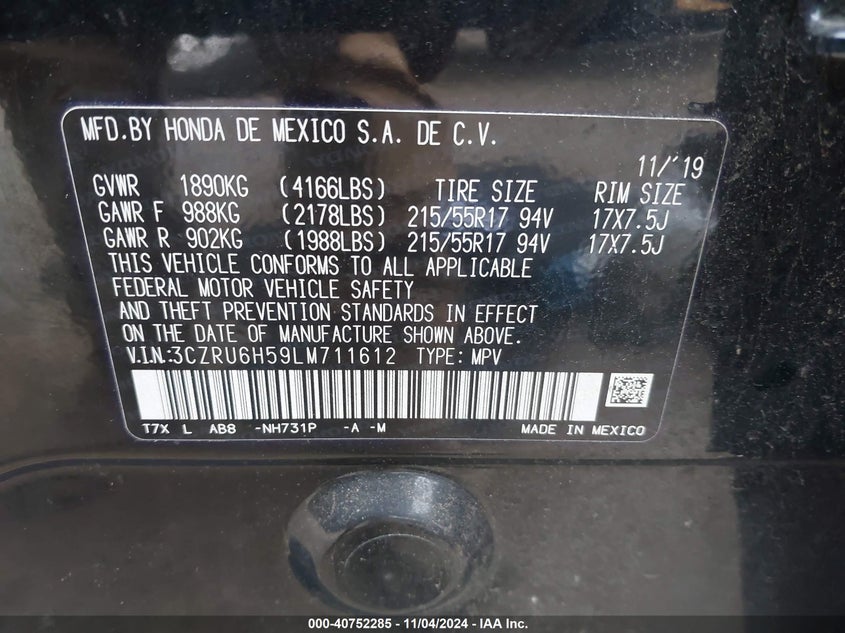 MFD.BY HONDA DE MEXICO S.A. DE C.V.
11/'19
GVWR 1890KG (4166LBS) TIRE SIZE RIM SIZE
GAWR F 988KG (2178LBS) 215/55R17 94V 17X7.5J
GAWR R 902KG (1988LBS) 215/55R17 94V 17X7.5J
THIS VEHICLE CONFORMS TO ALL APPLICABLE
FEDERAL MOTOR VEHICLE SAFETY
AND THEFT PREVENTION STANDARDS IN EFFECT
ON THE DATE OF MANUFACTURE SHOWN ABOVE.
V.I.N.:3CZRU6H59LM711612 TYPE: MPV
T7X L AB8 -NH731P -A -M MADE IN MEXICO
000-40752285 - 11/04/2024 - IAA Inc.